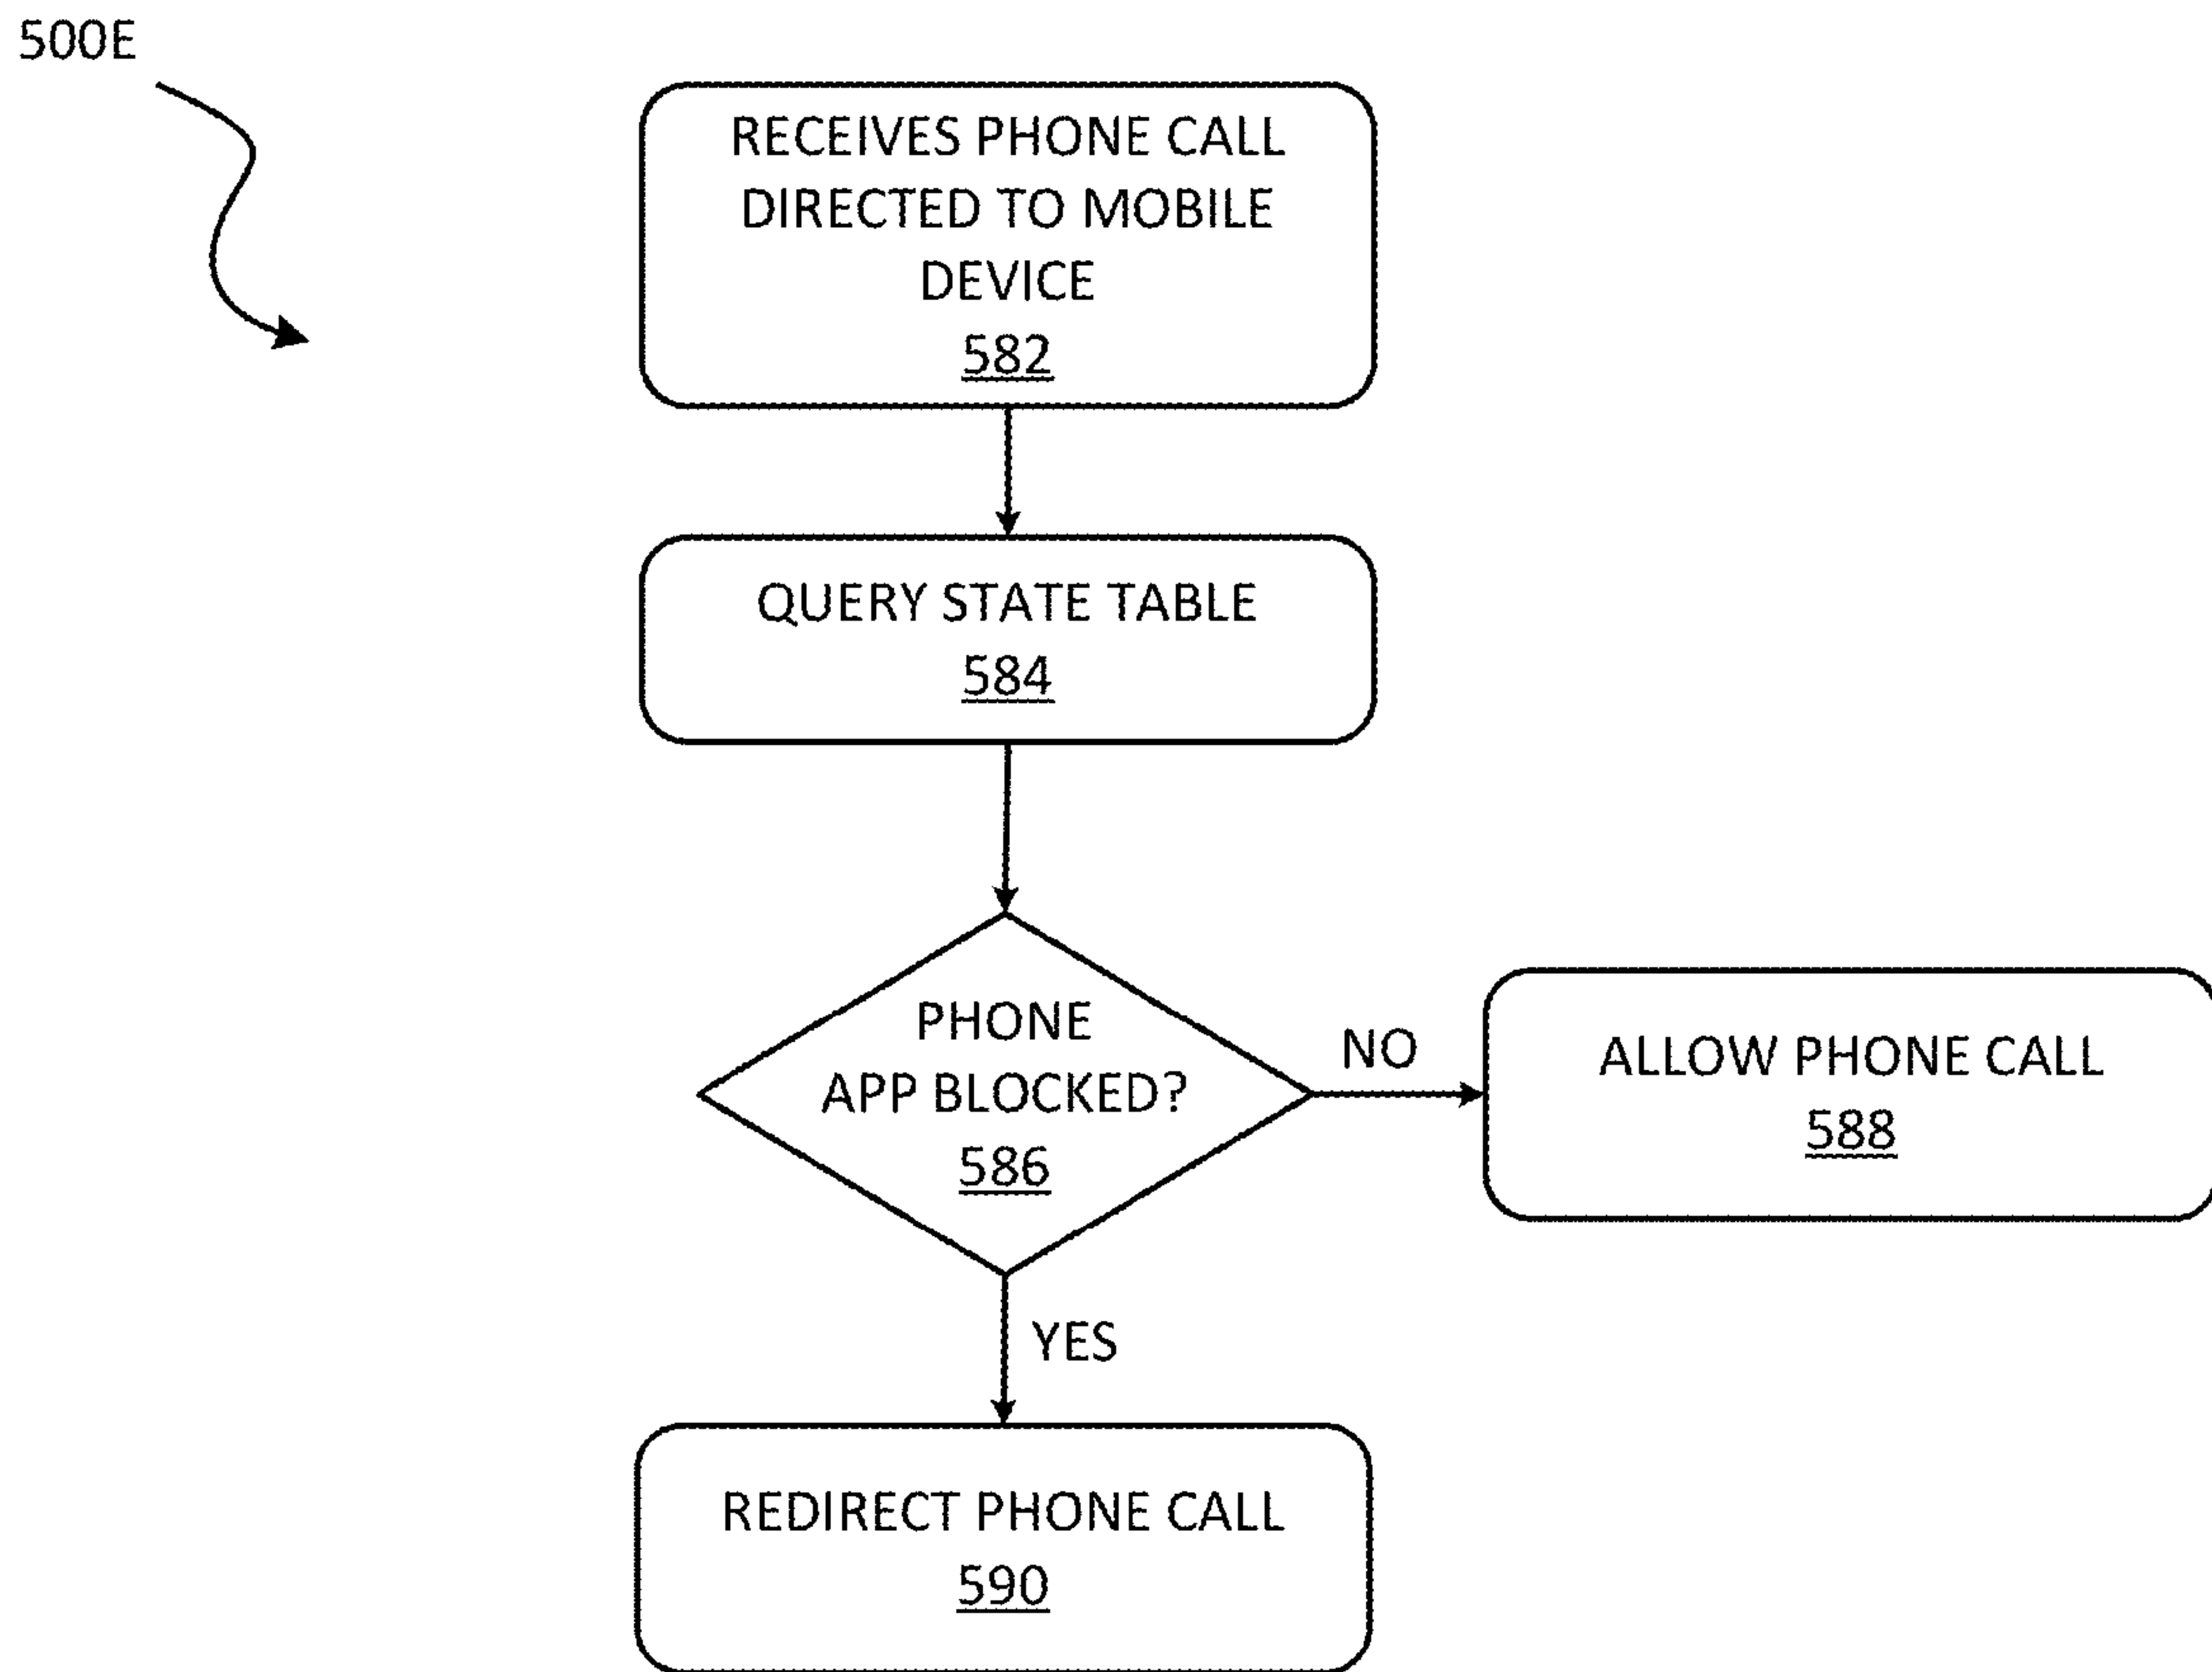 500E
RECEIVES PHONE CALL
DIRECTED TO MOBILE
DEVICE
582
QUERY STATE TABLE
584
PHONE
APP BLOCKED?
586
NO
ALLOW PHONE CALL
588
YES
REDIRECT PHONE CALL
590